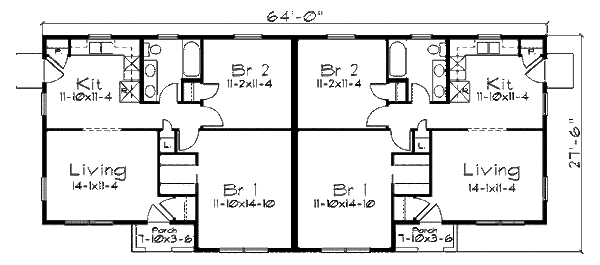 64'-0"
P
P
Kit
11-10x11-4
R
Br 2
11-2x11-4
Br 2
11-2x11-4
R
Kit
11-10x11-4
27'-6"
L
L
Living
14-1x11-4
Br 1
11-10x14-10
Br 1
11-10x14-10
Living
14-1x11-4
Porch
7-10x3-6
Porch
7-10x3-6